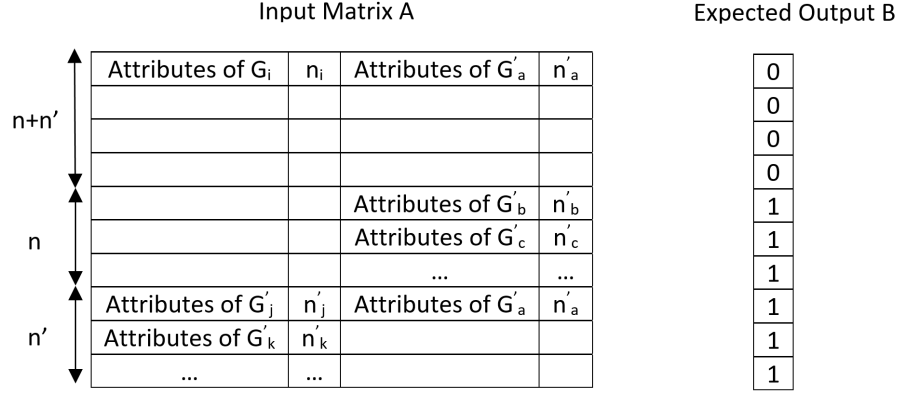 Input Matrix A Expected Output B
Attributes of Gᵢ nᵢ Attributes of G′ₐ n′ₐ 0
0
n+n’
0
0
Attributes of G′b n′b 1
n Attributes of G′c n′c 1
... ... 1
Attributes of G′ⱼ n′ⱼ Attributes of G′ₐ n′ₐ 1
n’ Attributes of G′ₖ n′ₖ 1
... ... 1